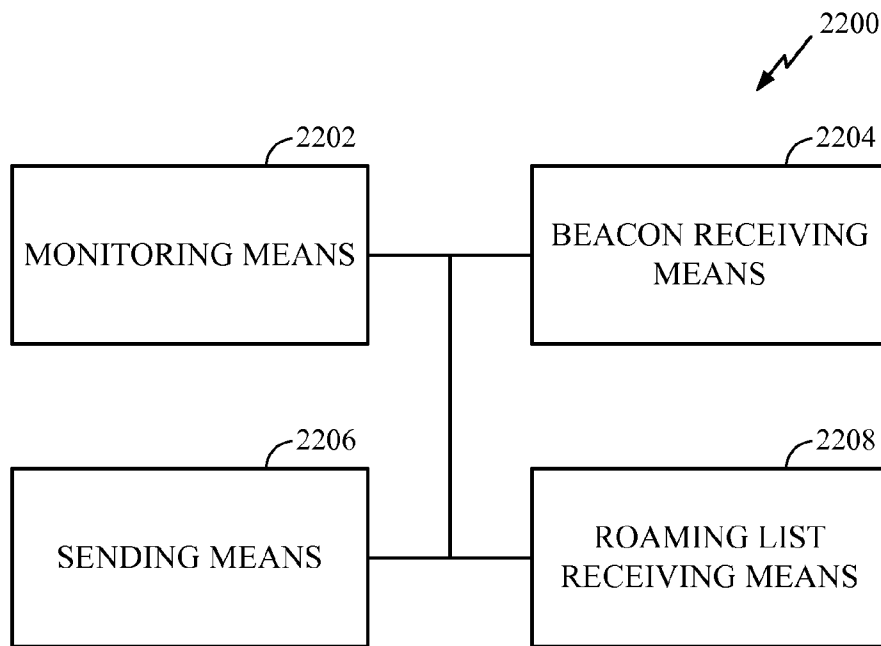 2200
2202
MONITORING MEANS
2204
BEACON RECEIVING
MEANS
2206
SENDING MEANS
2208
ROAMING LIST
RECEIVING MEANS